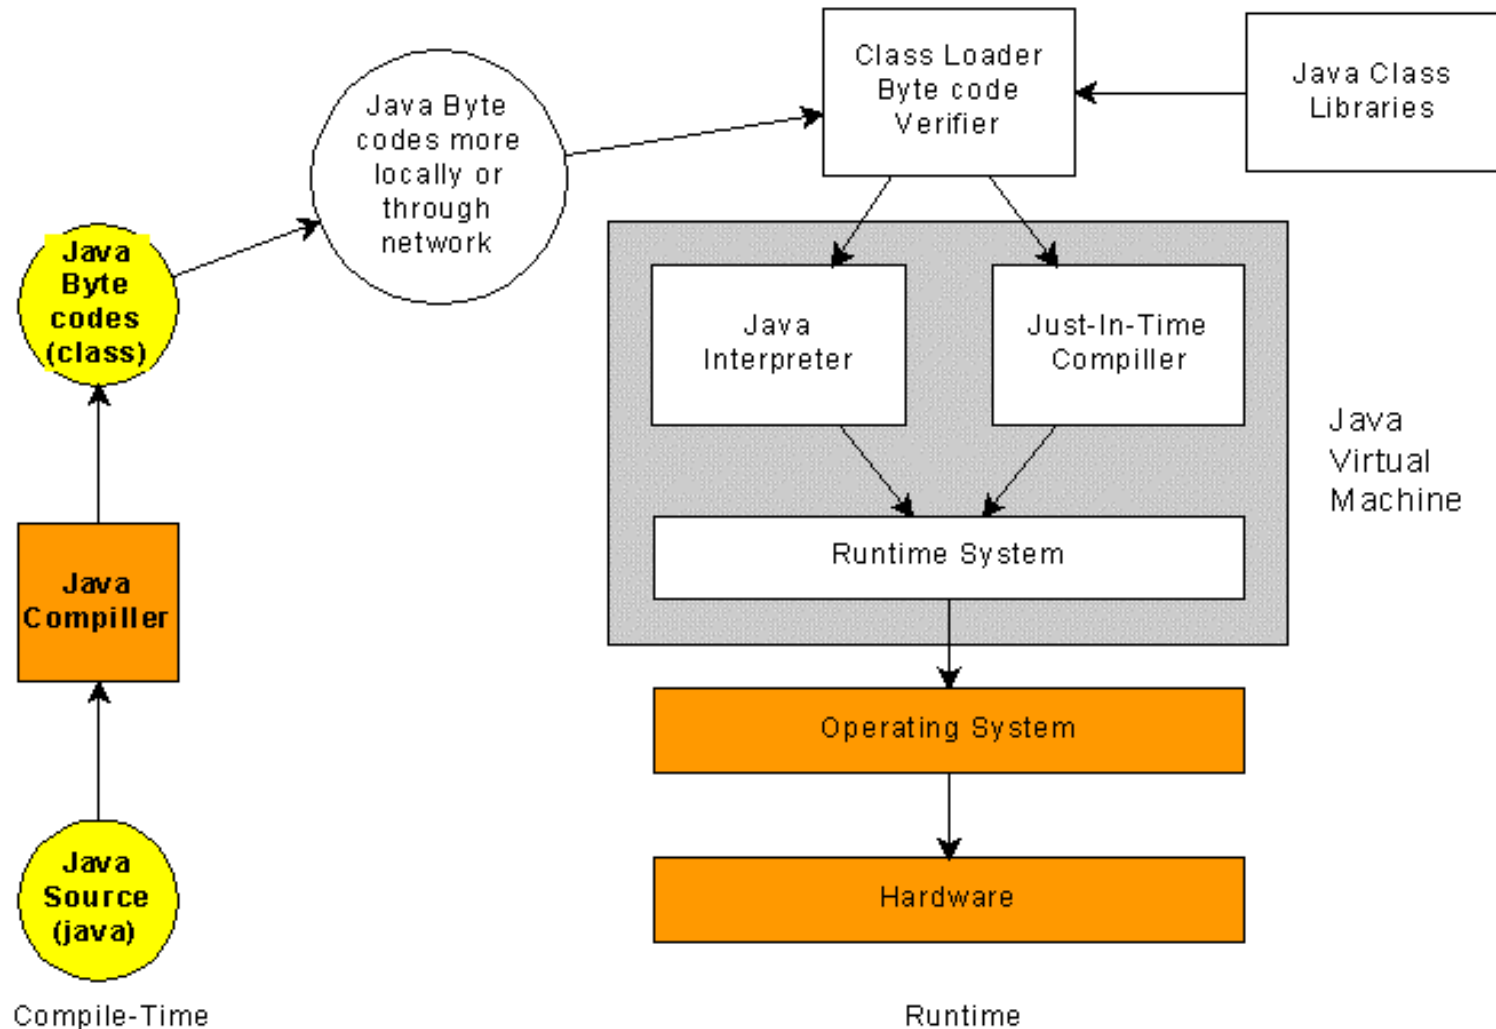 Class Loader
Byte code
Verifier
Java Class
Libraries
Java Byte
codes more
locally or
through
network
Java
Byte
codes
(class)
Java
Interpreter
Just-In-Time
Compiller
Java
Virtual
Machine
Runtime System
Java
Compiller
Operating System
Java
Source
(java)
Hardware
Compile-Time
Runtime